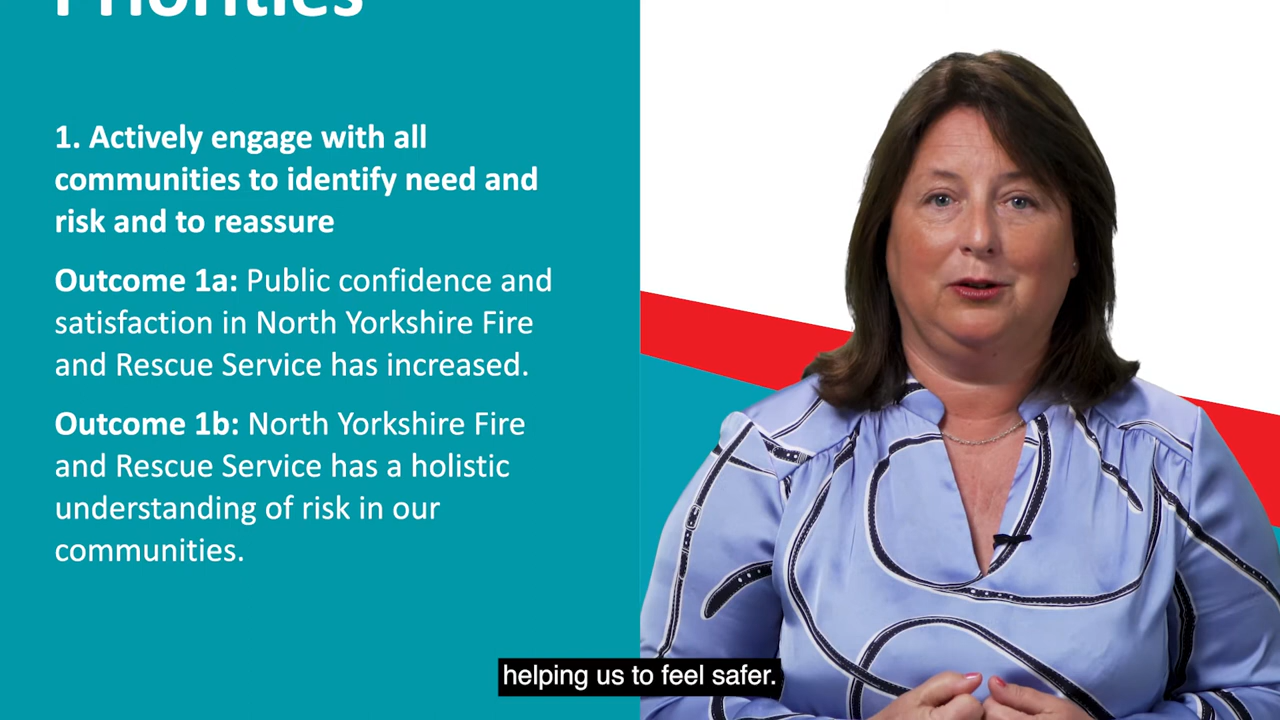 Priorities
1. Actively engage with all
communities to identify need and
risk and to reassure
Outcome 1a: Public confidence and
satisfaction in North Yorkshire Fire
and Rescue Service has increased.
Outcome 1b: North Yorkshire Fire
and Rescue Service has a holistic
understanding of risk in our
communities.
helping us to feel safer.